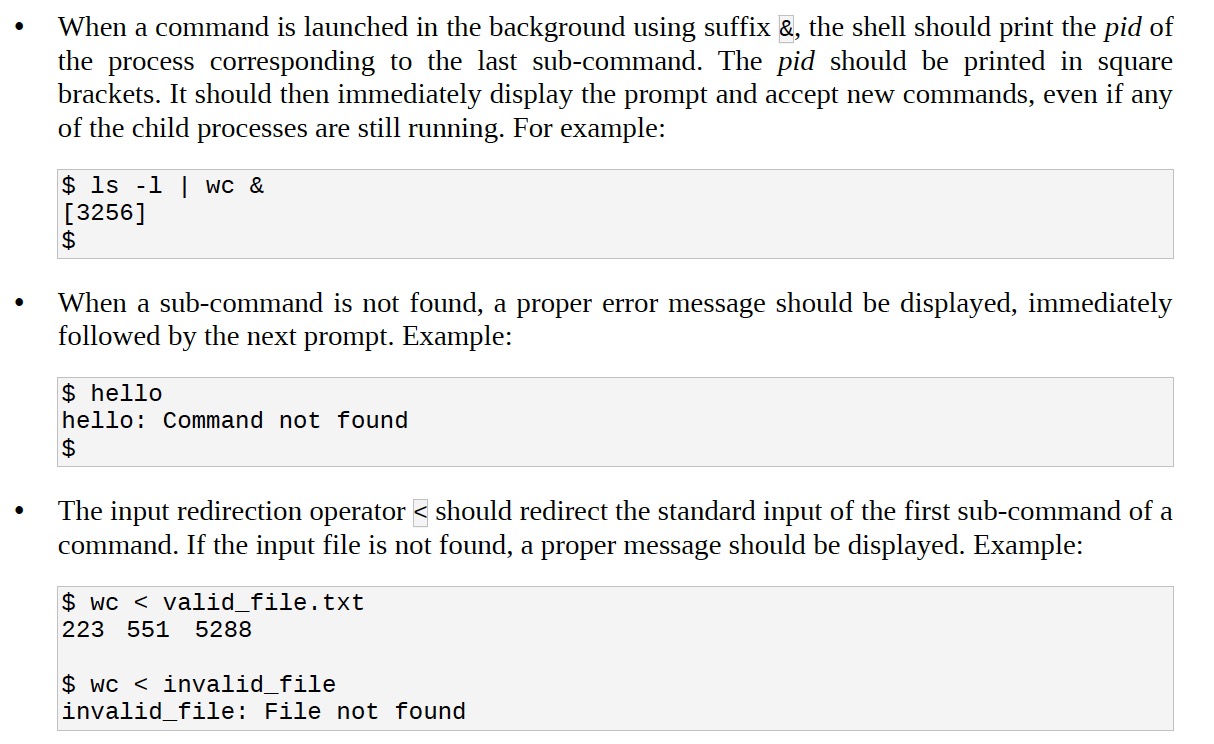 • When a command is launched in the background using suffix &, the shell should print the pid of
the process corresponding to the last sub-command. The pid should be printed in square
brackets. It should then immediately display the prompt and accept new commands, even if any
of the child processes are still running. For example:
$ ls -l | wc &
[3256]
$
• When a sub-command is not found, a proper error message should be displayed, immediately
followed by the next prompt. Example:
$ hello
hello: Command not found
$
• The input redirection operator < should redirect the standard input of the first sub-command of a
command. If the input file is not found, a proper message should be displayed. Example:
$ wc < valid_file.txt
223 551 5288
$ wc < invalid_file
invalid_file: File not found